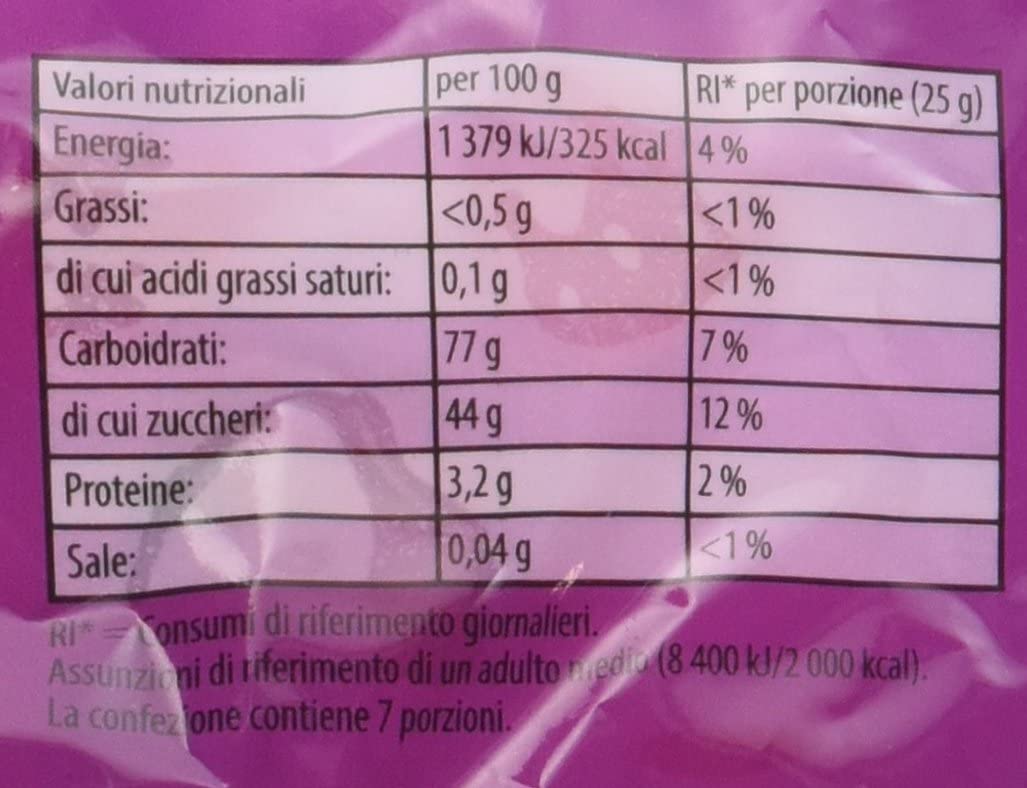 Valori nutrizionali per 100 g RI* per porzione (25 g)
Energia: 1 379 kJ/325 kcal 4 %
Grassi: <0,5 g <1 %
di cui acidi grassi saturi: 0,1 g <1 %
Carboidrati: 77 g 7 %
di cui zuccheri: 44 g 12 %
Proteine: 3,2 g 2 %
Sale: 0,04 g <1 %
RI* = Consumi di riferimento giornalieri.
Assunzioni di riferimento di un adulto medio (8 400 kJ/2 000 kcal).
La confezione contiene 7 porzioni.